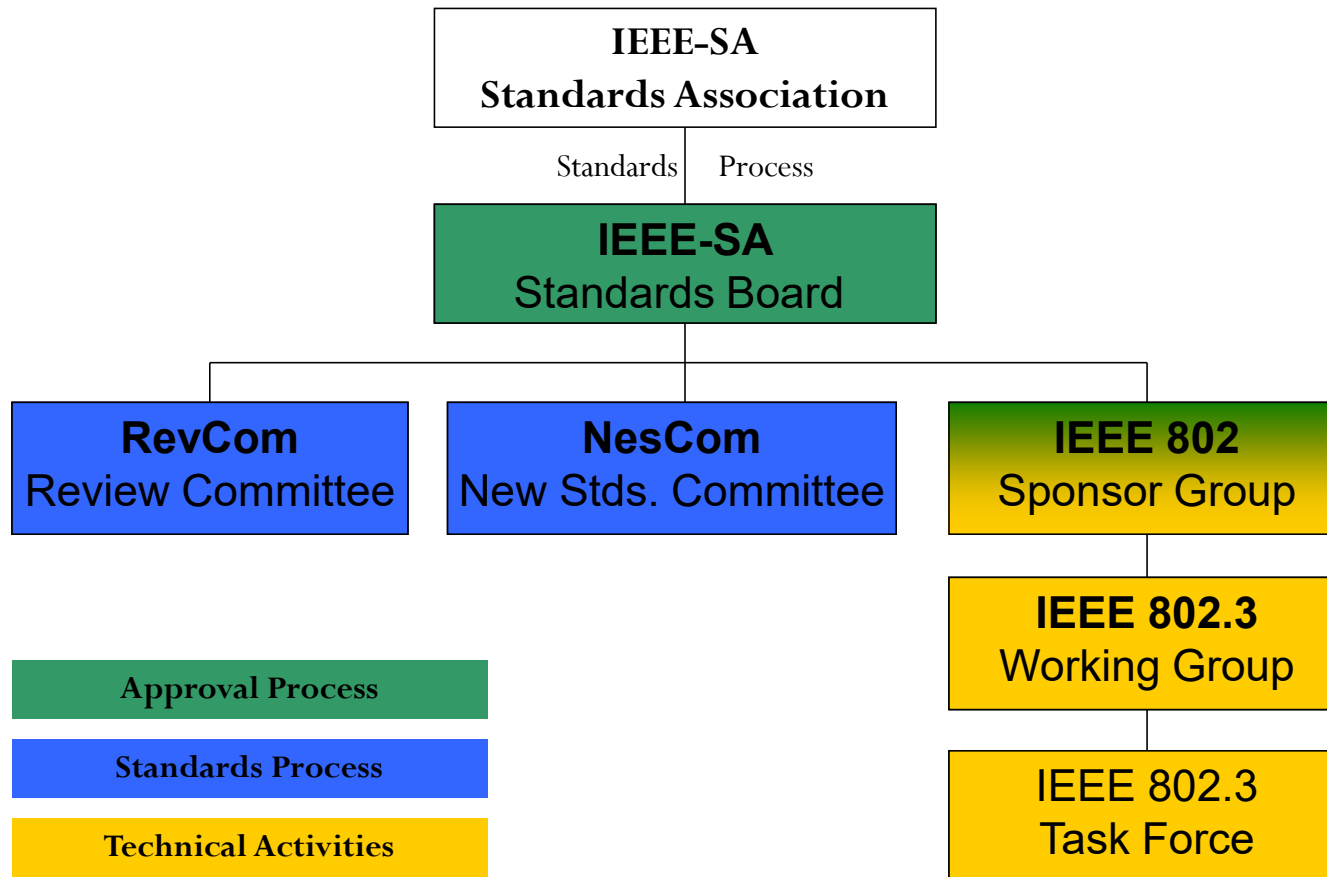 IEEE-SA
Standards Association
Standards Process
IEEE-SA
Standards Board
RevCom
Review Committee
NesCom
New Stds. Committee
IEEE 802
Sponsor Group
IEEE 802.3
Working Group
Approval Process
Standards Process
IEEE 802.3
Task Force
Technical Activities